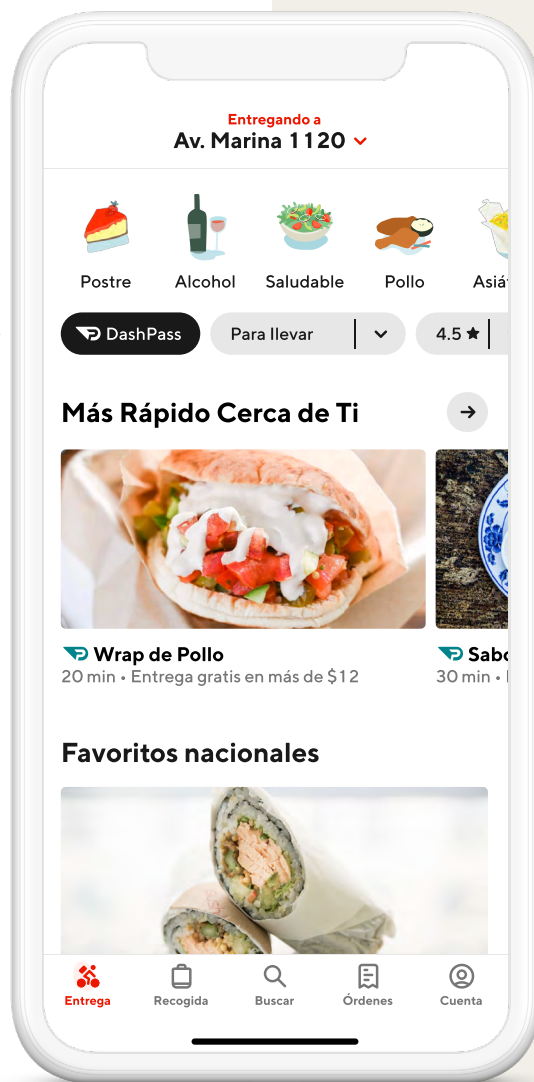 Entregando a
Av. Marina 1120
Postre Alcohol Saludable Pollo
DashPass Para llevar 4.5
Más Rápido Cerca de Ti
Wrap de Pollo
20 min • Entrega gratis en más de $12
30 min •
Favoritos nacionales
Entrega Recogida Buscar Órdenes Cuenta